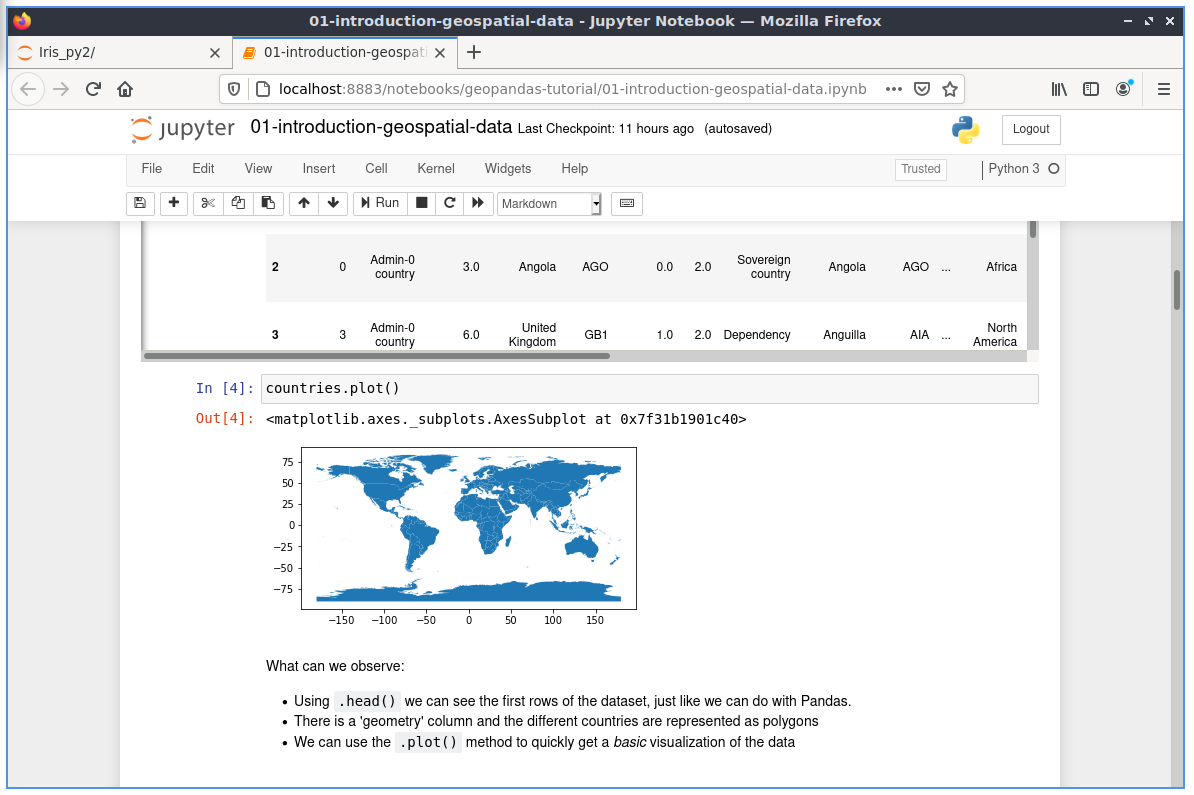 01-introduction-geospatial-data - Jupyter Notebook — Mozilla Firefox
Iris_py2/
01-introduction-geospati
localhost:8883/notebooks/geopandas-tutorial/01-introduction-geospatial-data.ipynb
jupyter 01-introduction-geospatial-data Last Checkpoint: 11 hours ago (autosaved)
Logout
File Edit View Insert Cell Kernel Widgets Help
Trusted
Python 3
Run
Markdown
2 0 Admin-0 country 3.0 Angola AGO 0.0 2.0 Sovereign country Angola AGO ... Africa
3 3 Admin-0 country 6.0 United Kingdom GB1 1.0 2.0 Dependency Anguilla AIA ... North America
In [4]: countries.plot()
Out[4]: <matplotlib.axes._subplots.AxesSubplot at 0x7f31b1901c40>
75
50
25
0
−25
−50
−75
−150 −100 −50 0 50 100 150
What can we observe:
• Using .head() we can see the first rows of the dataset, just like we can do with Pandas.
• There is a 'geometry' column and the different countries are represented as polygons
• We can use the .plot() method to quickly get a basic visualization of the data